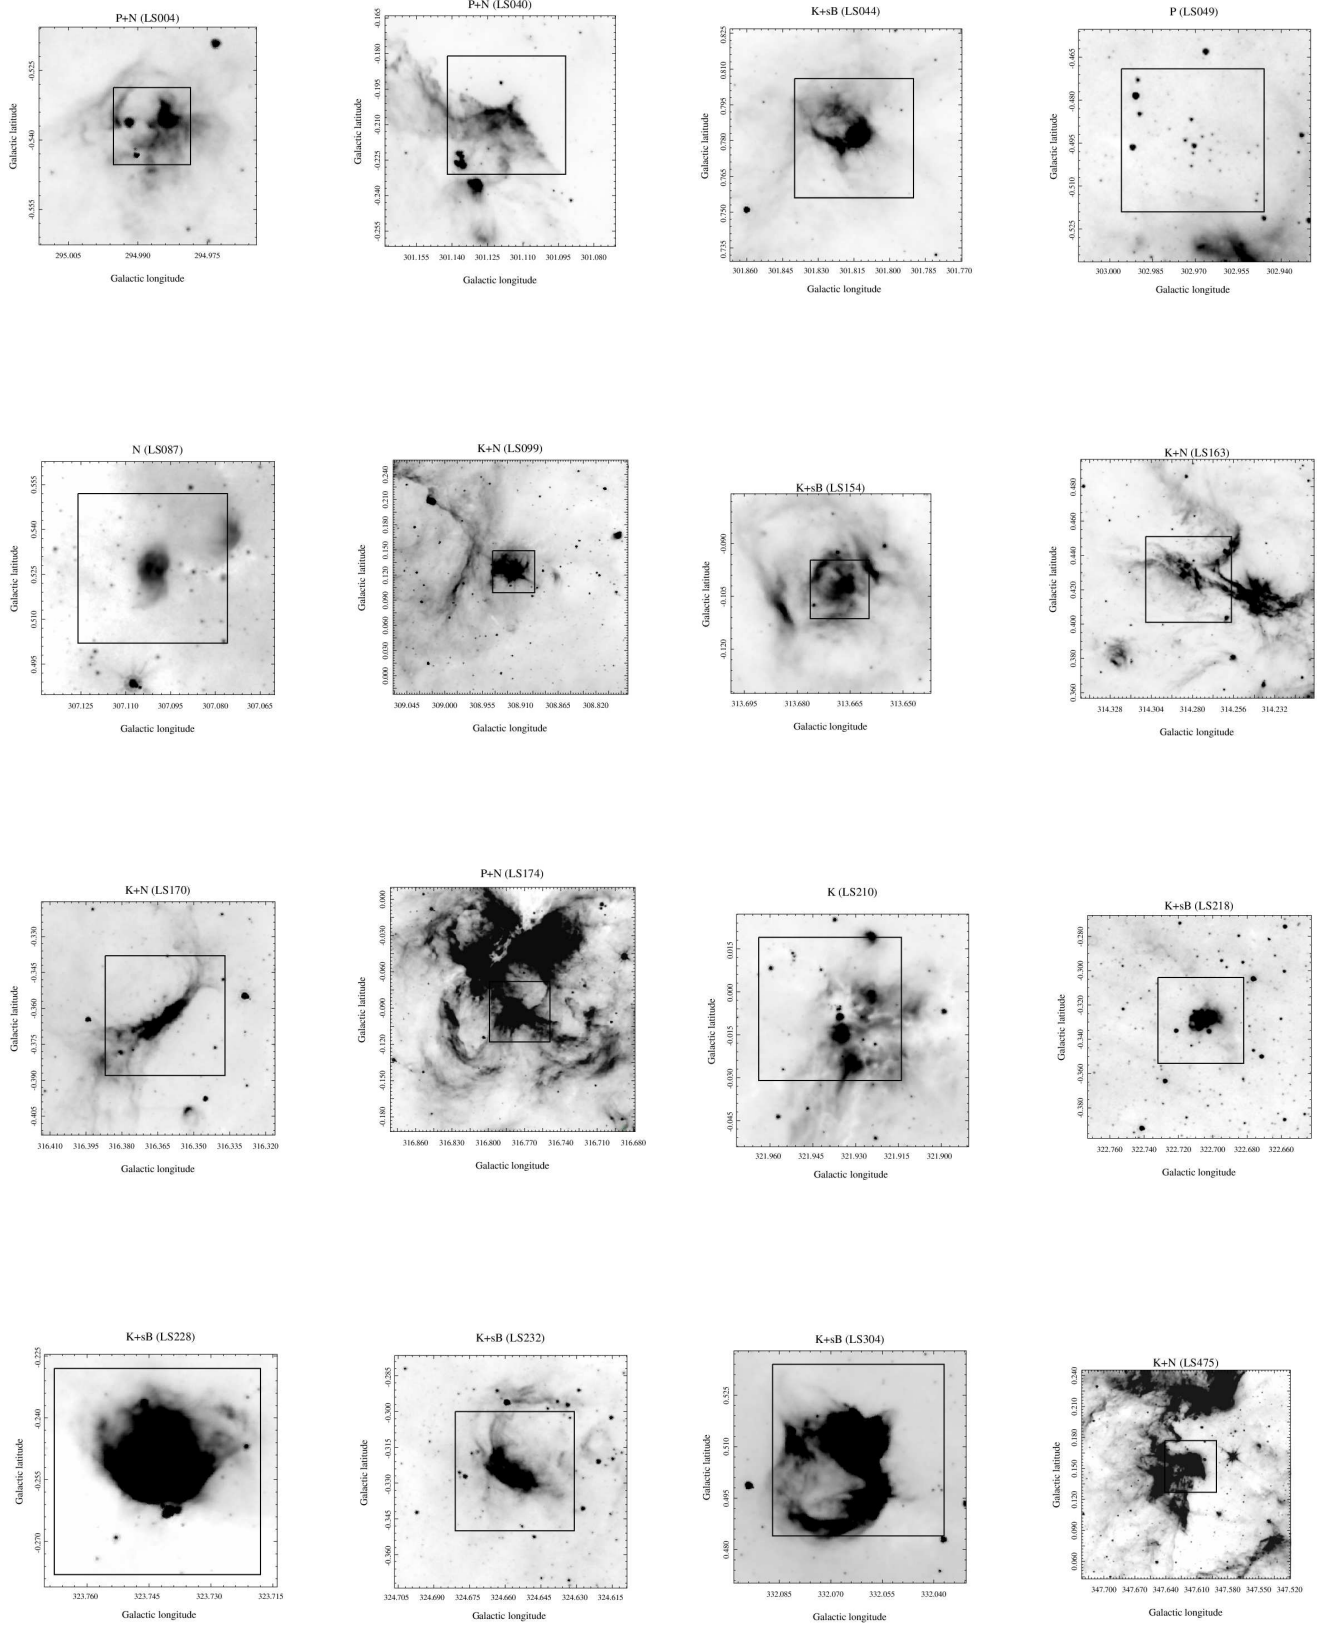 P+N (LS004)
Galactic latitude
-0.525
-0.540
-0.555
295.005 294.990 294.975
Galactic longitude
P+N (LS040)
Galactic latitude
-0.165
-0.180
-0.195
-0.210
-0.225
-0.240
-0.255
301.155 301.140 301.125 301.110 301.095 301.080
Galactic longitude
K+sB (LS044)
Galactic latitude
0.825
0.810
0.795
0.780
0.765
0.750
0.735
301.860 301.845 301.830 301.815 301.800 301.785 301.770
Galactic longitude
P (LS049)
Galactic latitude
-0.465
-0.480
-0.495
-0.510
-0.525
303.000 302.985 302.970 302.955 302.940
Galactic longitude
N (LS087)
Galactic latitude
0.555
0.540
0.525
0.510
0.495
307.125 307.110 307.095 307.080 307.065
Galactic longitude
K+N (LS099)
Galactic latitude
0.240
0.210
0.180
0.150
0.120
0.090
0.060
0.030
0.000
309.045 309.000 308.955 308.910 308.865 308.820
Galactic longitude
K+sB (LS154)
Galactic latitude
-0.090
-0.105
-0.120
313.695 313.680 313.665 313.650
Galactic longitude
K+N (LS163)
Galactic latitude
0.480
0.460
0.440
0.420
0.400
0.380
0.360
314.328 314.304 314.280 314.256 314.232
Galactic longitude
K+N (LS170)
Galactic latitude
-0.330
-0.345
-0.360
-0.375
-0.390
-0.405
316.410 316.395 316.380 316.365 316.350 316.335 316.320
Galactic longitude
P+N (LS174)
Galactic latitude
0.000
-0.030
-0.060
-0.090
-0.120
-0.150
-0.180
316.860 316.830 316.800 316.770 316.740 316.710 316.680
Galactic longitude
K (LS210)
Galactic latitude
0.015
0.000
-0.015
-0.030
-0.045
321.960 321.945 321.930 321.915 321.900
Galactic longitude
K+sB (LS218)
Galactic latitude
-0.280
-0.300
-0.320
-0.340
-0.360
-0.380
322.760 322.740 322.720 322.700 322.680 322.660
Galactic longitude
K+sB (LS228)
Galactic latitude
-0.225
-0.240
-0.255
-0.270
323.760 323.745 323.730 323.715
Galactic longitude
K+sB (LS232)
Galactic latitude
-0.285
-0.300
-0.315
-0.330
-0.345
-0.360
324.705 324.690 324.675 324.660 324.645 324.630 324.615
Galactic longitude
K+sB (LS304)
Galactic latitude
0.525
0.510
0.495
0.480
332.085 332.070 332.055 332.040
Galactic longitude
K+N (LS475)
Galactic latitude
0.240
0.210
0.180
0.150
0.120
0.090
0.060
347.700 347.670 347.640 347.610 347.580 347.550 347.520
Galactic longitude